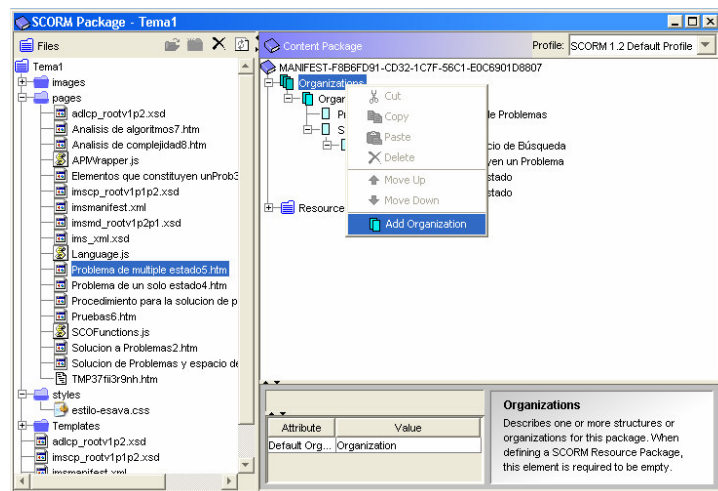 SCORM Package - Tema1
Files
Content Package
Profile: SCORM 1.2 Default Profile
Tema1
images
pages
adlcp_rootv1p2.xsd
Analisis de algoritmos7.htm
Analisis de complejidad8.htm
APIWrapper.js
Elementos que constituyen unProb3
imscp_rootv1p1p2.xsd
imsmanifest.xml
imsmd_rootv1p2p1.xsd
ims_xml.xsd
Language.js
Problema de multiple estado5.htm
Problema de un solo estado4.htm
Procedimiento para la solucion de p
Pruebas6.htm
SCOFunctions.js
Solucion a Problemas2.htm
Solucion de Problemas y espacio de
TMP37fii3r9nh.htm
styles
estilo-esava.css
Templates
adlcp_rootv1p2.xsd
imscp_rootv1p1p2.xsd
imsmanifest.xml
MANIFEST-F8B6FD91-CD32-1C7F-56C1-E0C6901D8807
Organizations
Organ
P
de Problemas
S
cio de Búsqueda
yen un Problema
stado
stado
Resource
Cut
Copy
Paste
Delete
Move Up
Move Down
Add Organization
Attribute Value
Default Org... Organization
Organizations
Describes one or more structures or
organizations for this package. When
defining a SCORM Resource Package,
this element is required to be empty.